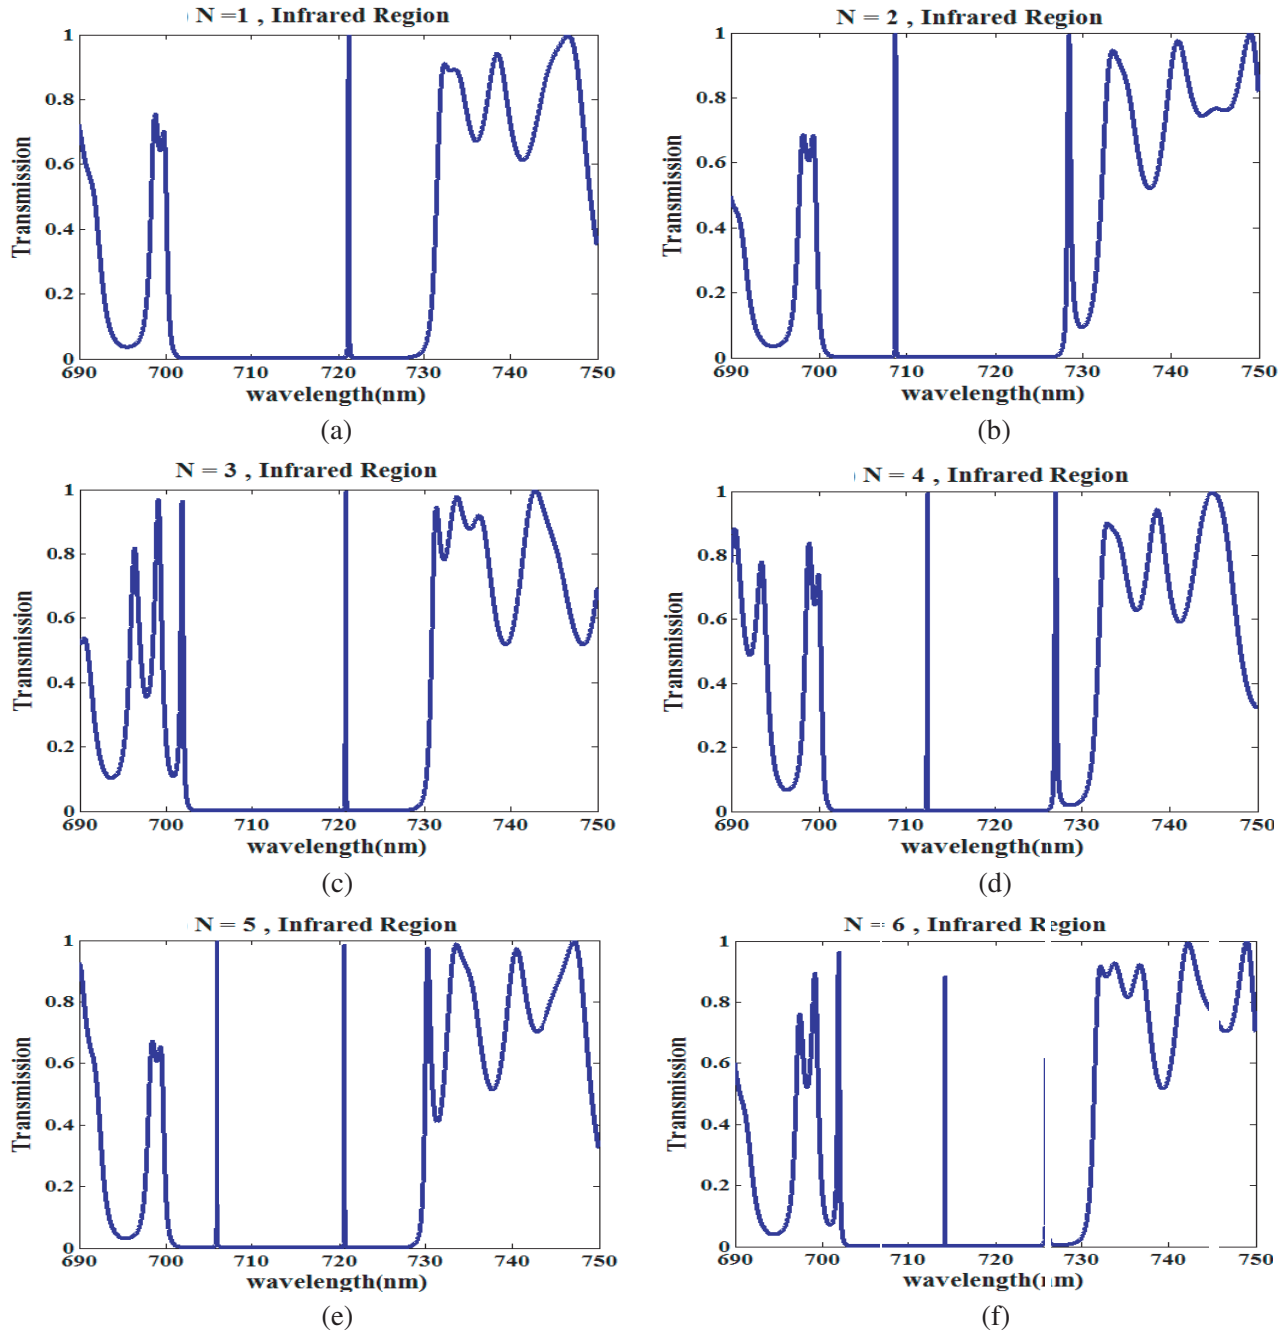 ) N =1 , Infrared Region
1
0.8
0.6
0.4
0.2
0
Transmission
690 700 710 720 730 740 750
wavelength(nm)
(a)
N = 2 , Infrared Region
1
0.8
0.6
0.4
0.2
0
Transmission
690 700 710 720 730 740 750
wavelength(nm)
(b)
N = 3 , Infrared Region
1
0.8
0.6
0.4
0.2
0
Transmission
690 700 710 720 730 740 750
wavelength(nm)
(c)
) N = 4 , Infrared Region
1
0.8
0.6
0.4
0.2
0
Transmission
690 700 710 720 730 740 750
wavelength(nm)
(d)
) N = 5 , Infrared Region
1
0.8
0.6
0.4
0.2
0
Transmission
690 700 710 720 730 740 750
wavelength(nm)
(e)
N = 6 , Infrared Region
1
0.8
0.6
0.4
0.2
0
Transmission
690 700 710 720 730 740 750
wavelength(nm)
(f)